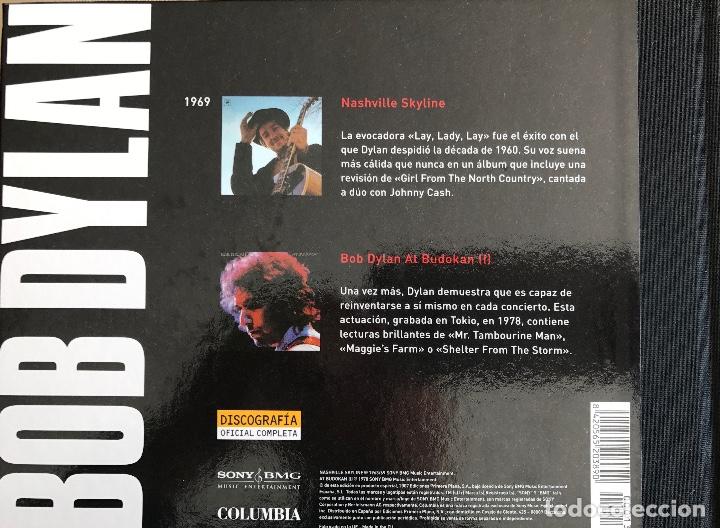 BOB DYLAN
1969
Nashville Skyline
La evocadora «Lay, Lady, Lay» fue el éxito con el
que Dylan despidió la década de 1960. Su voz suena
más cálida que nunca en un álbum que incluye una
revisión de «Girl From The North Country», cantada
a dúo con Johnny Cash.
Bob Dylan At Budokan (I)
Una vez más, Dylan demuestra que es capaz de
reinventarse a sí mismo en cada concierto. Esta
actuación, grabada en Tokio, en 1978, contiene
lecturas brillantes de «Mr. Tambourine Man»,
«Maggie's Farm» o «Shelter From The Storm».
DISCOGRAFÍA
OFICIAL COMPLETA
SONY BMG
MUSIC ENTERTAINMENT
COLUMBIA
8420565203890
todocoleccion